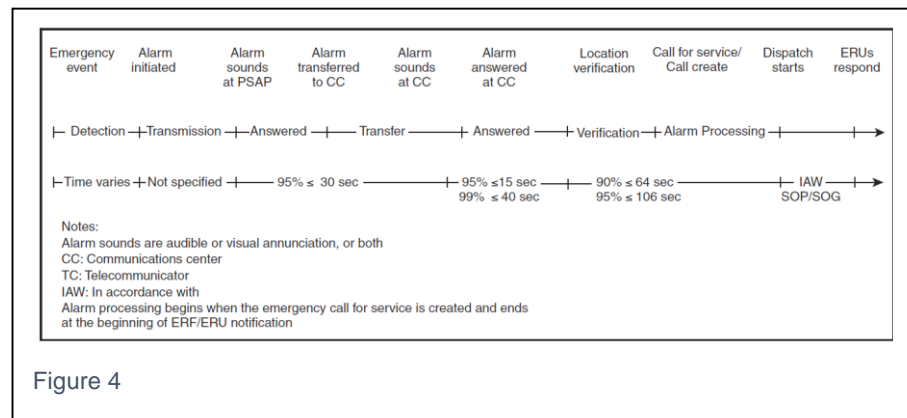 Emergency event
Alarm initiated
Alarm sounds at PSAP
Alarm transferred to CC
Alarm sounds at CC
Alarm answered at CC
Location verification
Call for service/ Call create
Dispatch starts
ERUs respond
Detection
Transmission
Answered
Transfer
Answered
Verification
Alarm Processing
Time varies
Not specified
95% ≤ 30 sec
95% ≤15 sec
99% ≤ 40 sec
90% ≤ 64 sec
95% ≤ 106 sec
IAW
SOP/SOG
Notes:
Alarm sounds are audible or visual annunciation, or both
CC: Communications center
TC: Telecommunicator
IAW: In accordance with
Alarm processing begins when the emergency call for service is created and ends
at the beginning of ERF/ERU notification
Figure 4